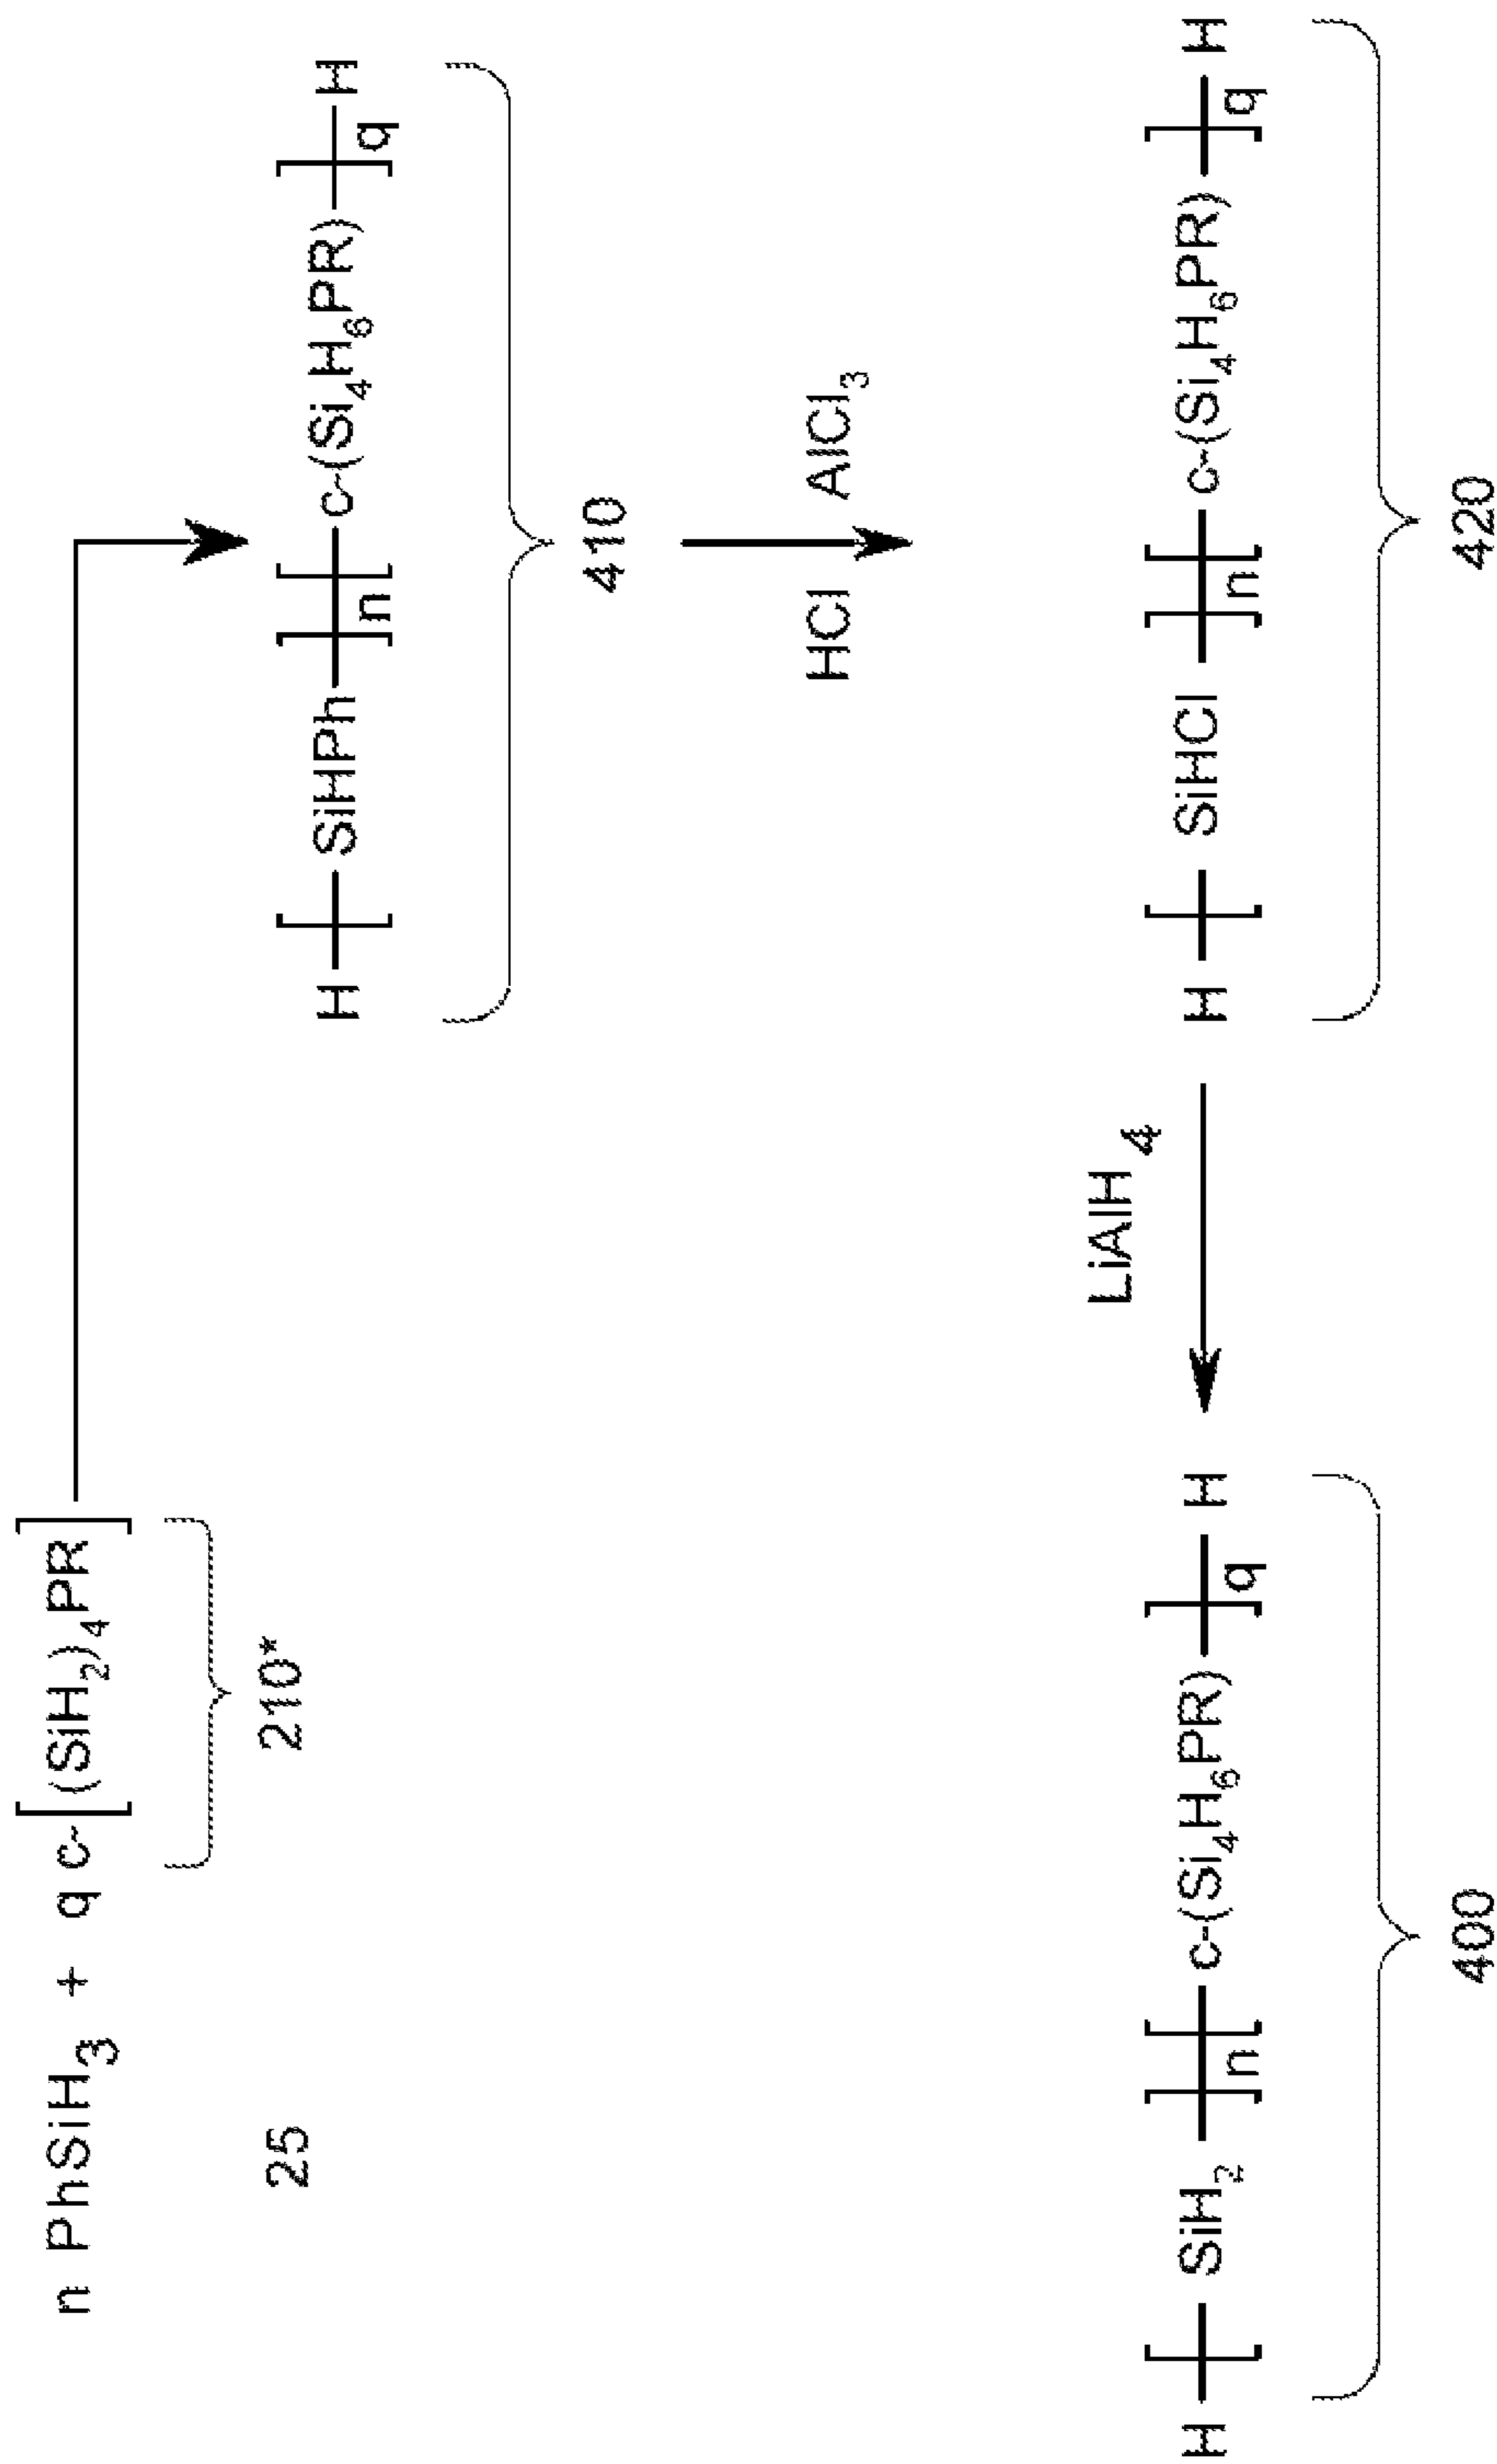 n PhSiH3 + q c-[(SiH2)4PR]
25 210*
H-[-SiHPh-]n-[-c-(Si4H6PR)-]q-H
410
HCl AlCl3
H-[-SiHCl-]n-[-c-(Si4H6PR)-]q-H
420
LiAlH4
H-[-SiH2-]n-[-c-(Si4H6PR)-]q-H
400